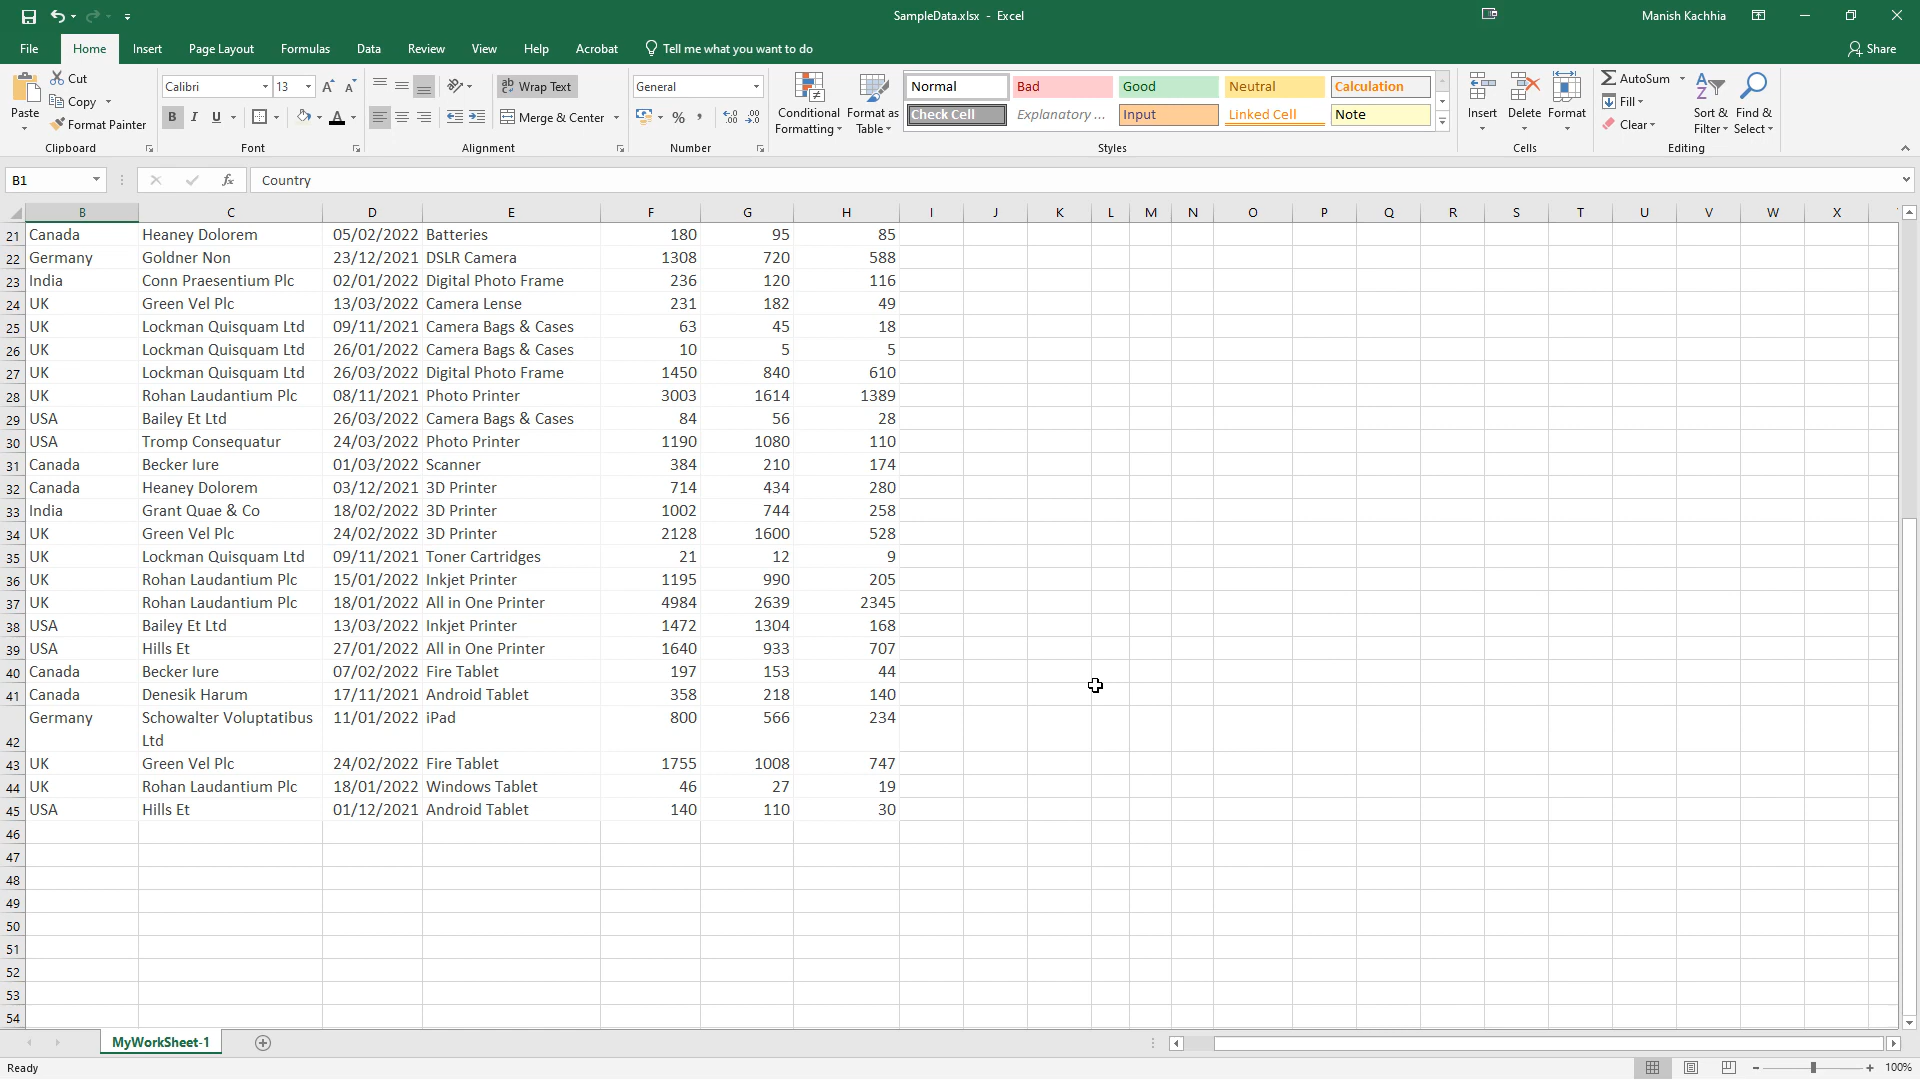 SampleData.xlsx - Excel
Manish Kachhia
File Home Insert Page Layout Formulas Data Review View Help Acrobat Tell me what you want to do Share
Paste Cut Copy Format Painter Clipboard
Calibri 13 A A B I U A Font
ab Wrap Text Merge & Center Alignment
General % , Number
Conditional Formatting Format as Table
Normal Bad Good Neutral Calculation
Check Cell Explanatory ... Input Linked Cell Note
Styles
Insert Delete Format Cells
AutoSum Fill Clear Sort & Filter Find & Select Editing
B1 fx Country
B C D E F G H I J K L M N O P Q R S T U V W X
21 Canada Heaney Dolorem 05/02/2022 Batteries 180 95 85
22 Germany Goldner Non 23/12/2021 DSLR Camera 1308 720 588
23 India Conn Praesentium Plc 02/01/2022 Digital Photo Frame 236 120 116
24 UK Green Vel Plc 13/03/2022 Camera Lense 231 182 49
25 UK Lockman Quisquam Ltd 09/11/2021 Camera Bags & Cases 63 45 18
26 UK Lockman Quisquam Ltd 26/01/2022 Camera Bags & Cases 10 5 5
27 UK Lockman Quisquam Ltd 26/03/2022 Digital Photo Frame 1450 840 610
28 UK Rohan Laudantium Plc 08/11/2021 Photo Printer 3003 1614 1389
29 USA Bailey Et Ltd 26/03/2022 Camera Bags & Cases 84 56 28
30 USA Tromp Consequatur 24/03/2022 Photo Printer 1190 1080 110
31 Canada Becker Iure 01/03/2022 Scanner 384 210 174
32 Canada Heaney Dolorem 03/12/2021 3D Printer 714 434 280
33 India Grant Quae & Co 18/02/2022 3D Printer 1002 744 258
34 UK Green Vel Plc 24/02/2022 3D Printer 2128 1600 528
35 UK Lockman Quisquam Ltd 09/11/2021 Toner Cartridges 21 12 9
36 UK Rohan Laudantium Plc 15/01/2022 Inkjet Printer 1195 990 205
37 UK Rohan Laudantium Plc 18/01/2022 All in One Printer 4984 2639 2345
38 USA Bailey Et Ltd 13/03/2022 Inkjet Printer 1472 1304 168
39 USA Hills Et 27/01/2022 All in One Printer 1640 933 707
40 Canada Becker Iure 07/02/2022 Fire Tablet 197 153 44
41 Canada Denesik Harum 17/11/2021 Android Tablet 358 218 140
Germany Schowalter Voluptatibus 11/01/2022 iPad 800 566 234
42 Ltd
43 UK Green Vel Plc 24/02/2022 Fire Tablet 1755 1008 747
44 UK Rohan Laudantium Plc 18/01/2022 Windows Tablet 46 27 19
45 USA Hills Et 01/12/2021 Android Tablet 140 110 30
46
47
48
49
50
51
52
53
54
MyWorkSheet-1
Ready 100%